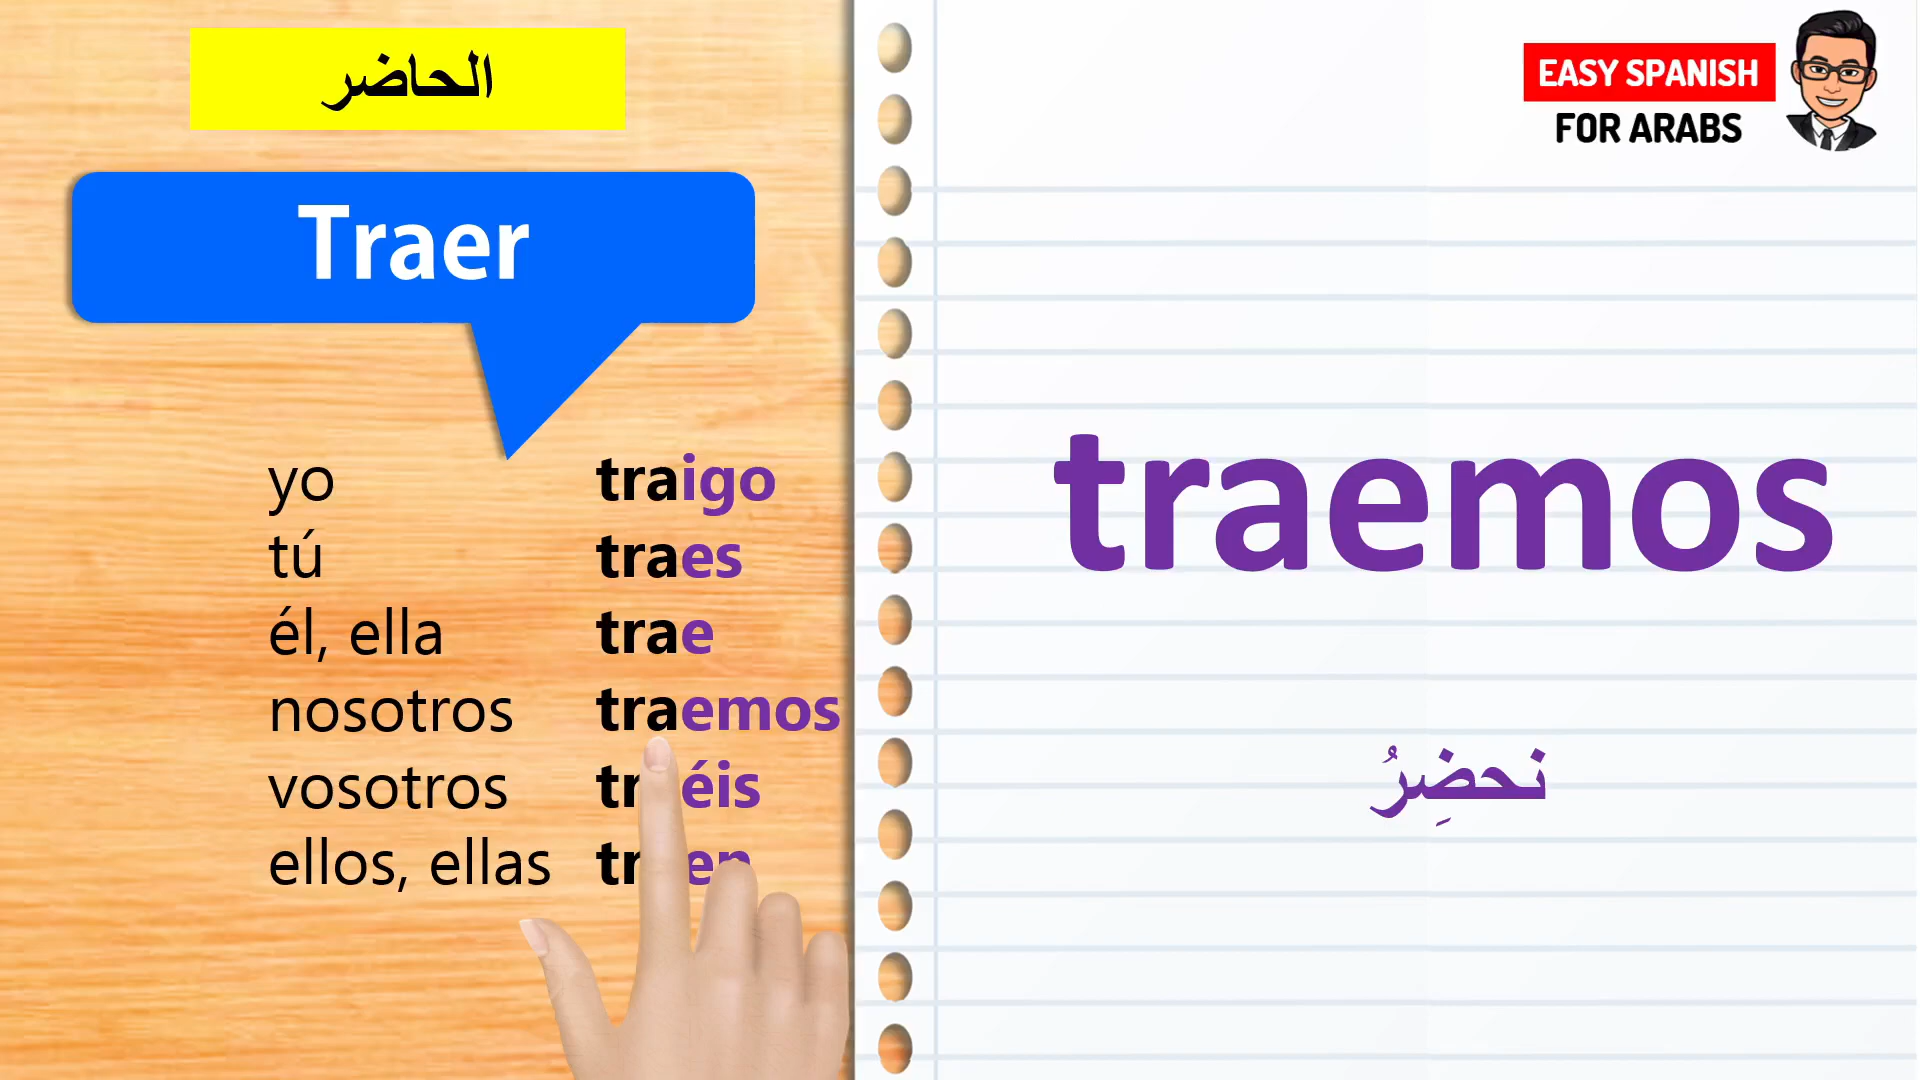 الحاضر
Traer
yo traigo
tú traes
él, ella trae
nosotros traemos
vosotros
ellos, ellas
EASY SPANISH
FOR ARABS
traemos
نحضِرُ